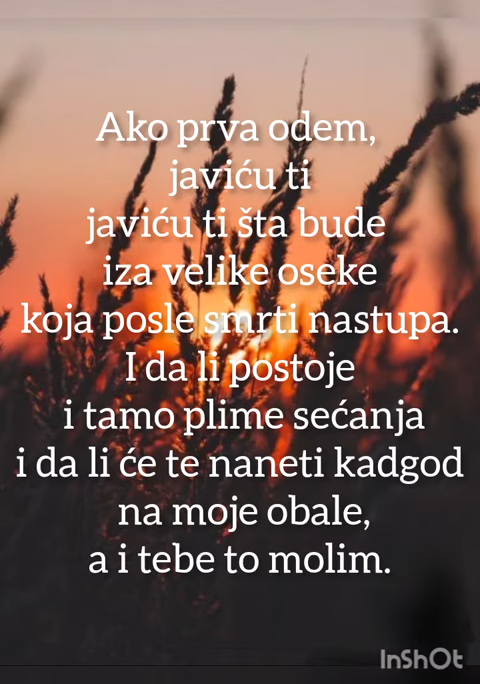 Ako prva odem,
javiću ti
javiću ti šta bude
iza velike oseke
koja posle smrti nastupa.
I da li postoje
i tamo plime sećanja
i da li će te naneti kadgod
na moje obale,
a i tebe to molim.
InShOt